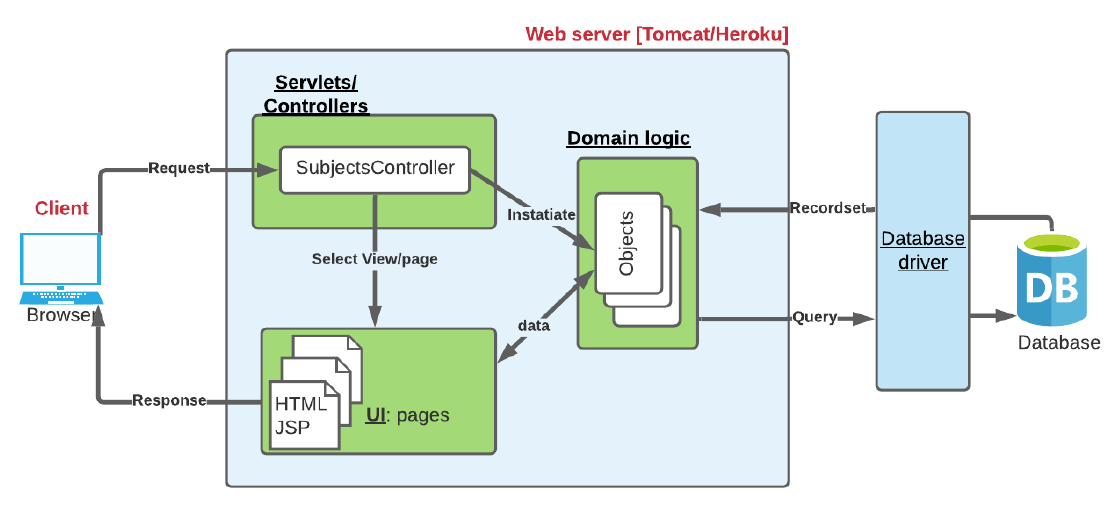 Web server [Tomcat/Heroku]
Servlets/
Controllers
Domain logic
SubjectsController
Request
Client
Instatiate
Objects
Recordset
Database
driver
DB
Select View/page
Browser
data
Query
Database
Response
HTML
JSP
UI: pages